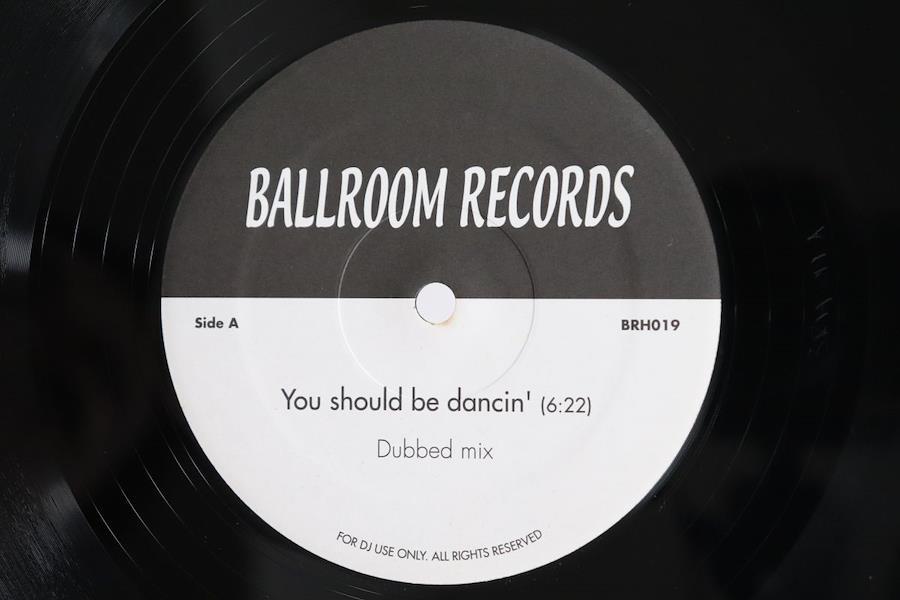 BALLROOM RECORDS
Side A
BRH019
You should be dancin' (6:22)
Dubbed mix
FOR DJ USE ONLY. ALL RIGHTS RESERVED